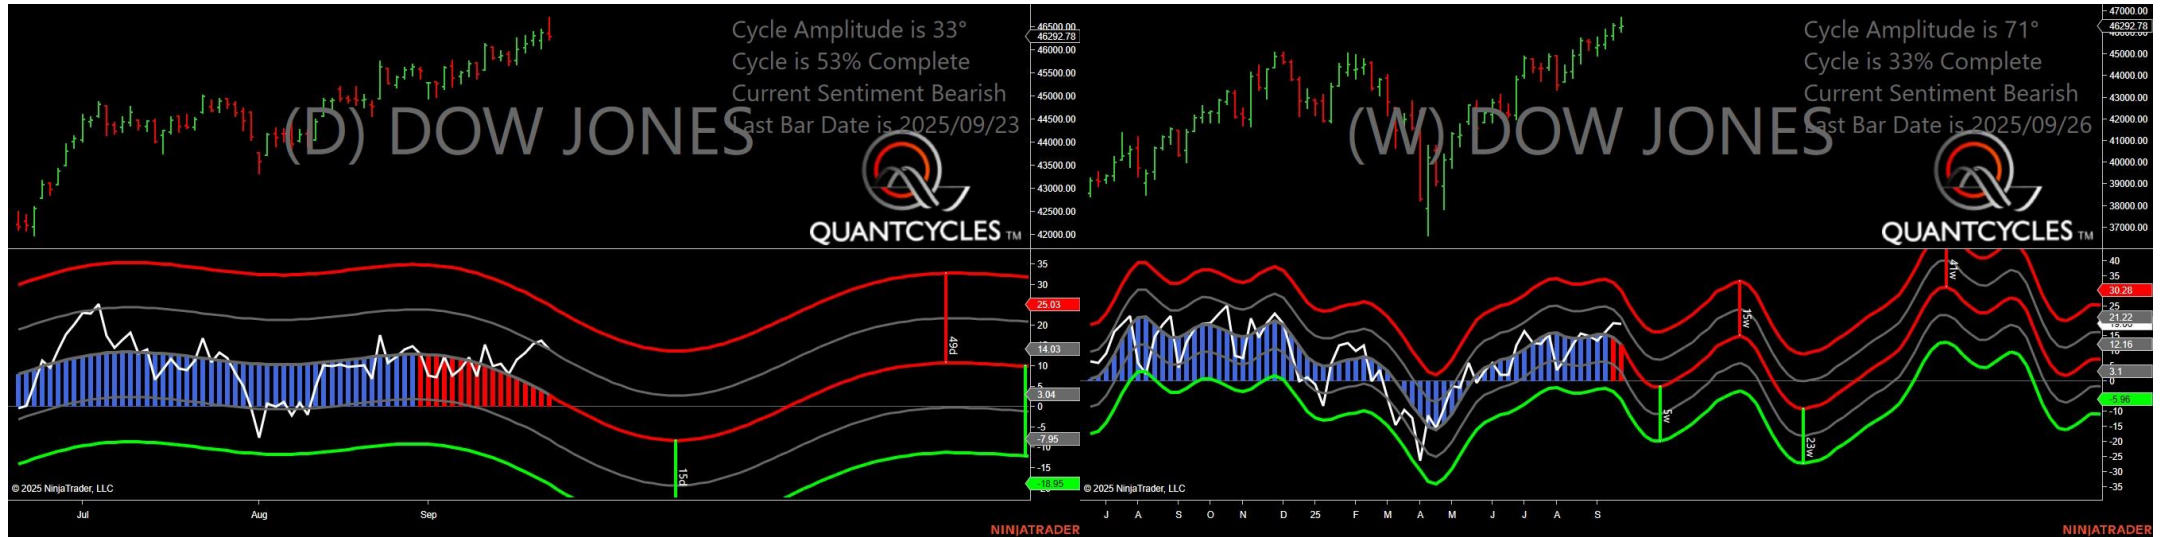 Cycle Amplitude is 33°
Cycle is 53% Complete
Current Sentiment Bearish
Last Bar Date is 2025/09/23
(D) DOW JONES
QUANTCYCLES TM
46500.00
46292.78
46000.00
45500.00
45000.00
44500.00
44000.00
43500.00
43000.00
42500.00
42000.00
35
30
25.03
20
14.03
10
5
3.04
0
-5
-7.95
-10
-15
-18.95
49d
15d
© 2025 NinjaTrader, LLC
Jul
Aug
Sep
NINJATRADER
Cycle Amplitude is 71°
Cycle is 33% Complete
Current Sentiment Bearish
Last Bar Date is 2025/09/26
(W) DOW JONES
QUANTCYCLES TM
47000.00
46292.78
45000.00
44000.00
43000.00
42000.00
41000.00
40000.00
39000.00
38000.00
37000.00
40
35
30.28
25
21.22
15
12.16
3.1
0
-5.96
-10
-15
-20
-25
-30
-35
41w
15w
5w
23w
© 2025 NinjaTrader, LLC
J A S O N D 25 F M A M J J A S
NINJATRADER